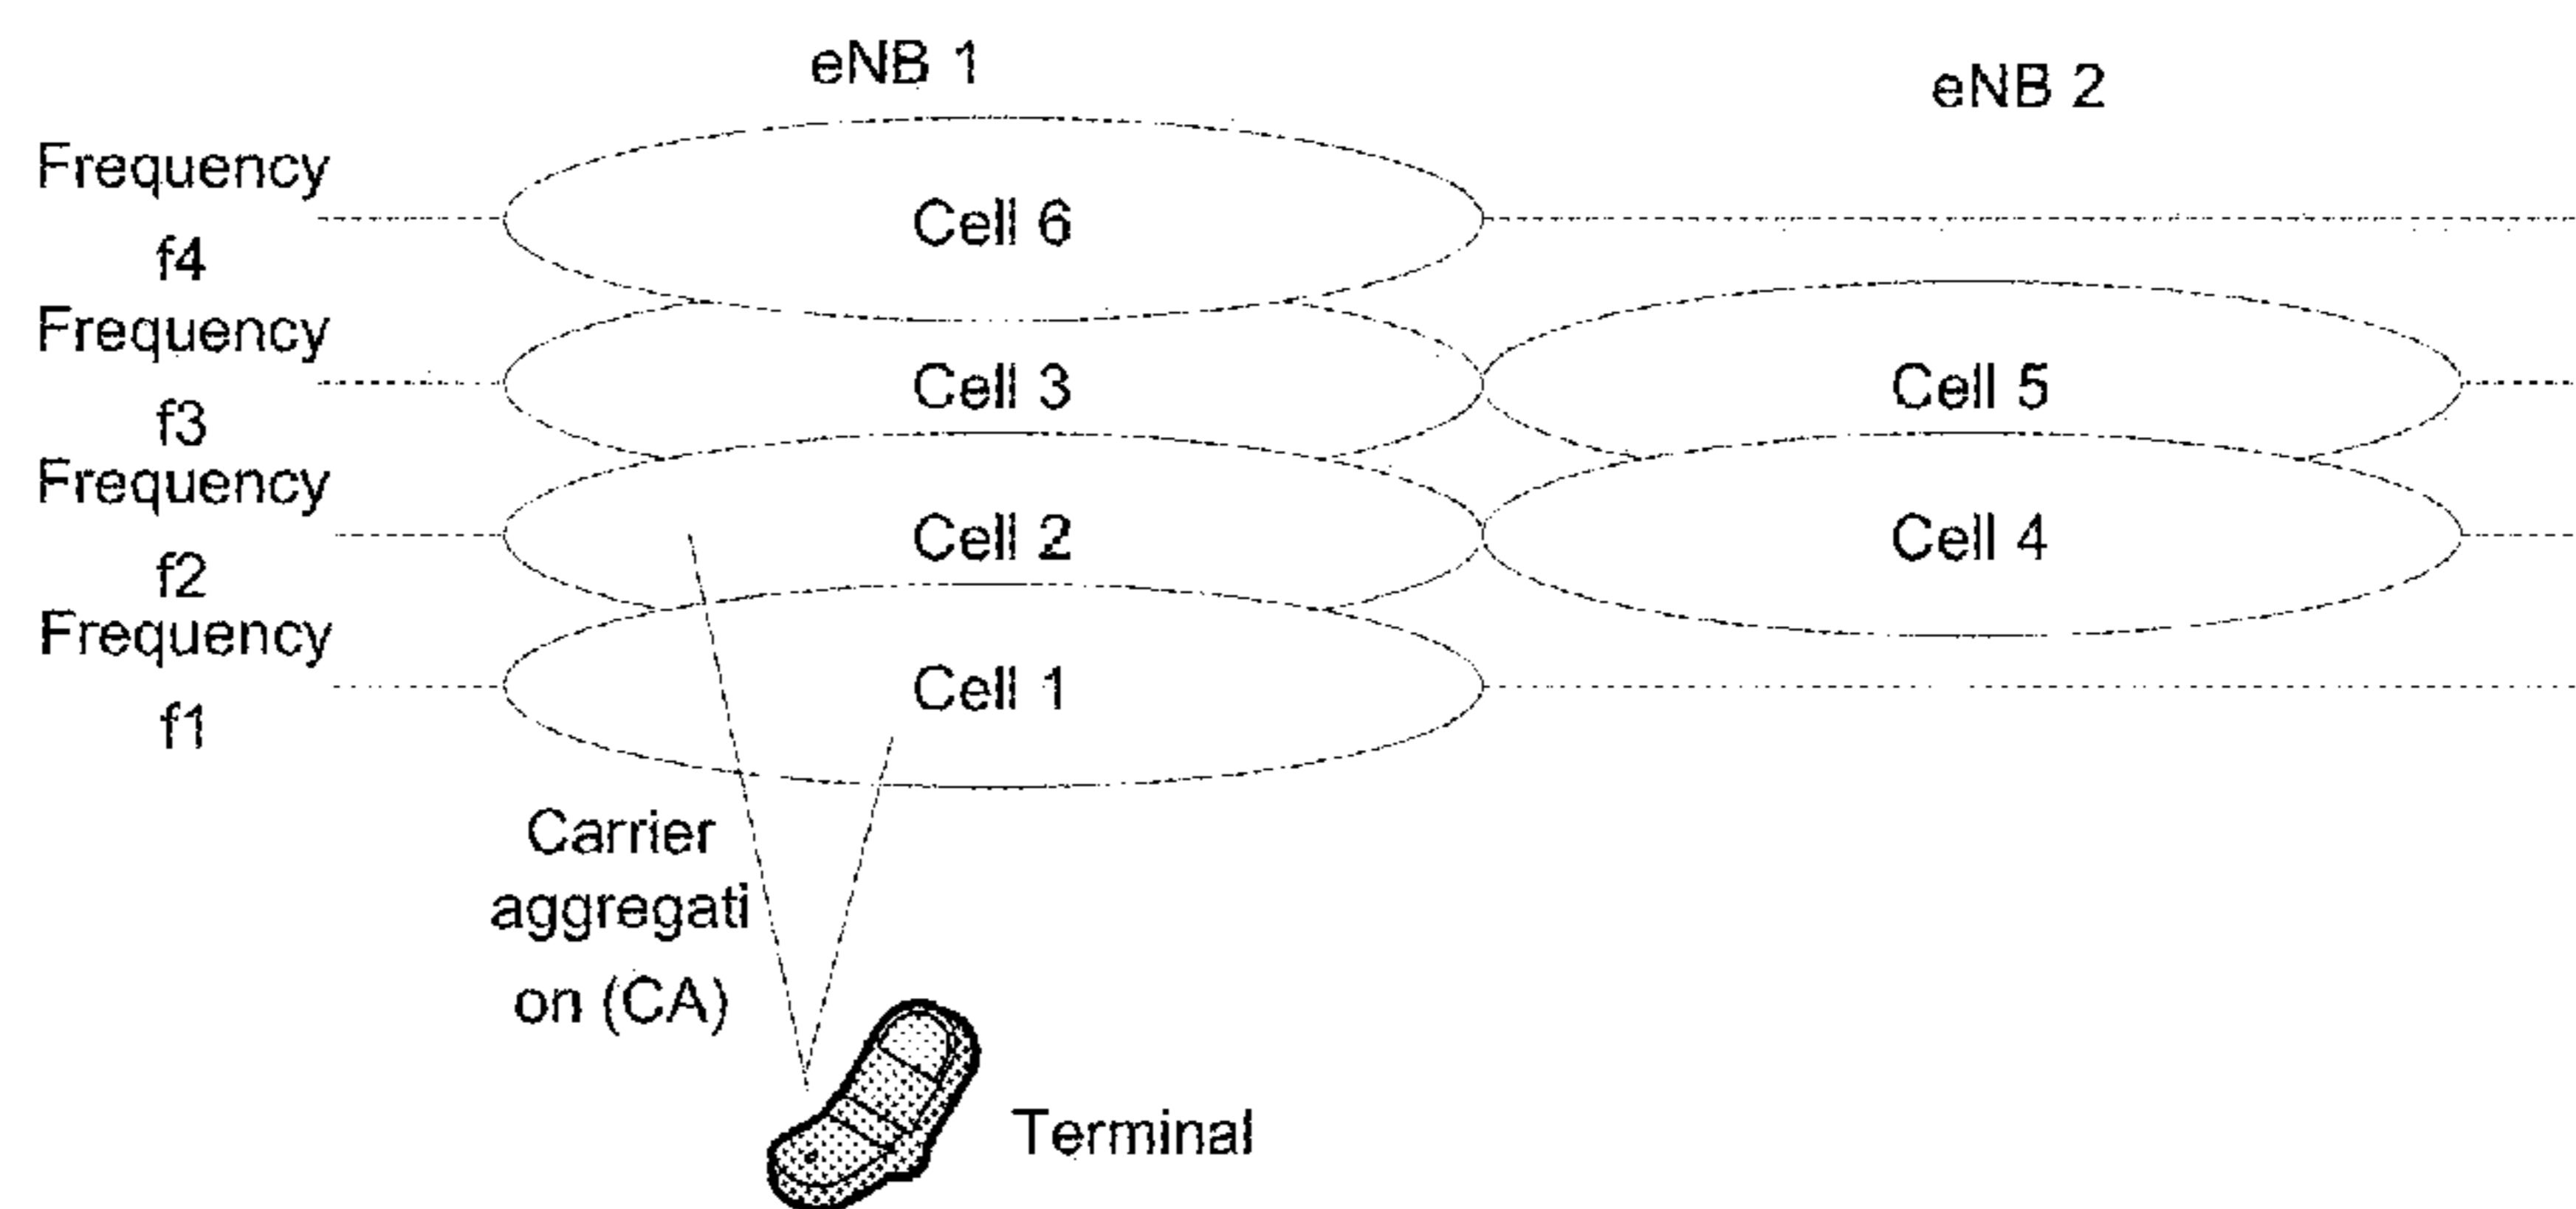 eNB 1
eNB 2
Frequency
f4
Cell 6
Frequency
f3
Cell 3
Cell 5
Frequency
f2
Cell 2
Cell 4
Frequency
f1
Cell 1
Carrier
aggregati
on (CA)
Terminal